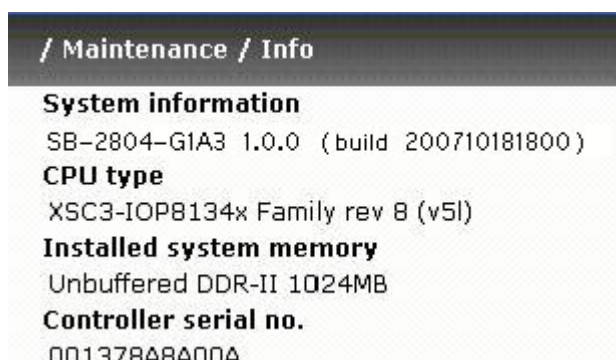 / Maintenance / Info
System information
SB-2804-G1A3 1.0.0 (build 200710181800)
CPU type
XSC3-IOP8134x Family rev 8 (v5l)
Installed system memory
Unbuffered DDR-II 1024MB
Controller serial no.
001378A8A00A